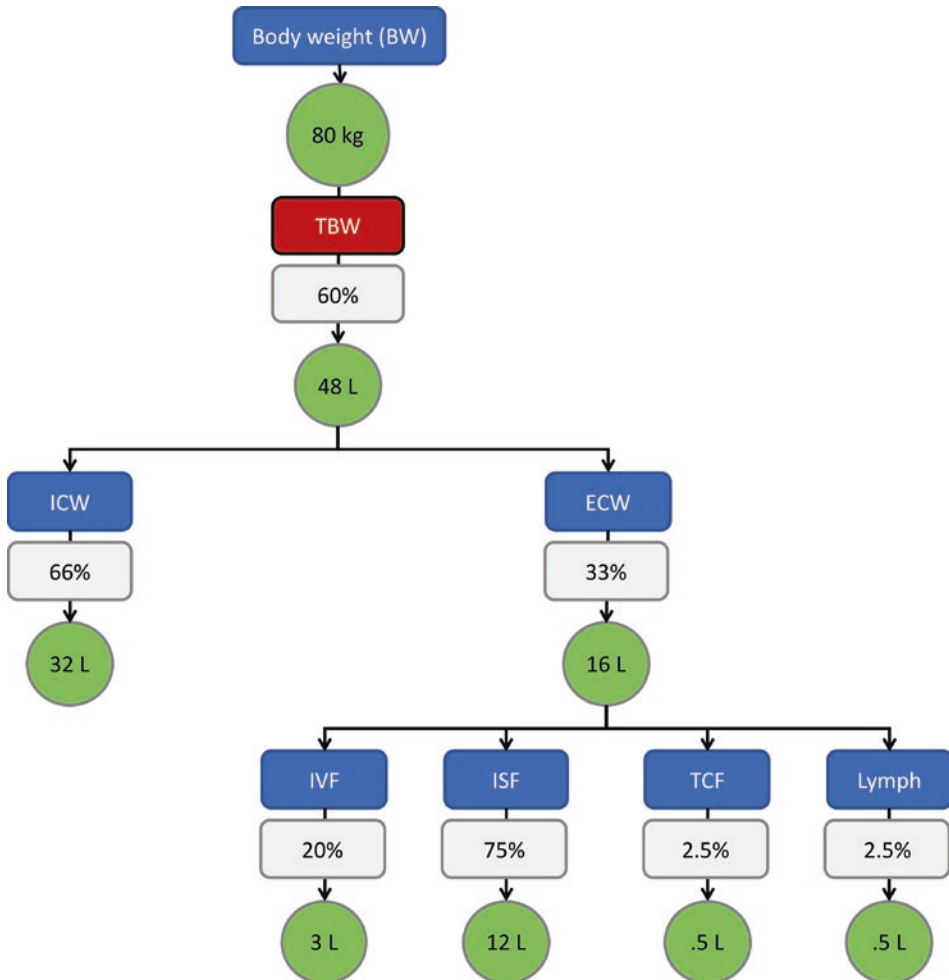 Body weight (BW)
80 kg
TBW
60%
48 L
ICW
ECW
66%
33%
32 L
16 L
IVF
ISF
TCF
Lymph
20%
75%
2.5%
2.5%
3 L
12 L
.5 L
.5 L